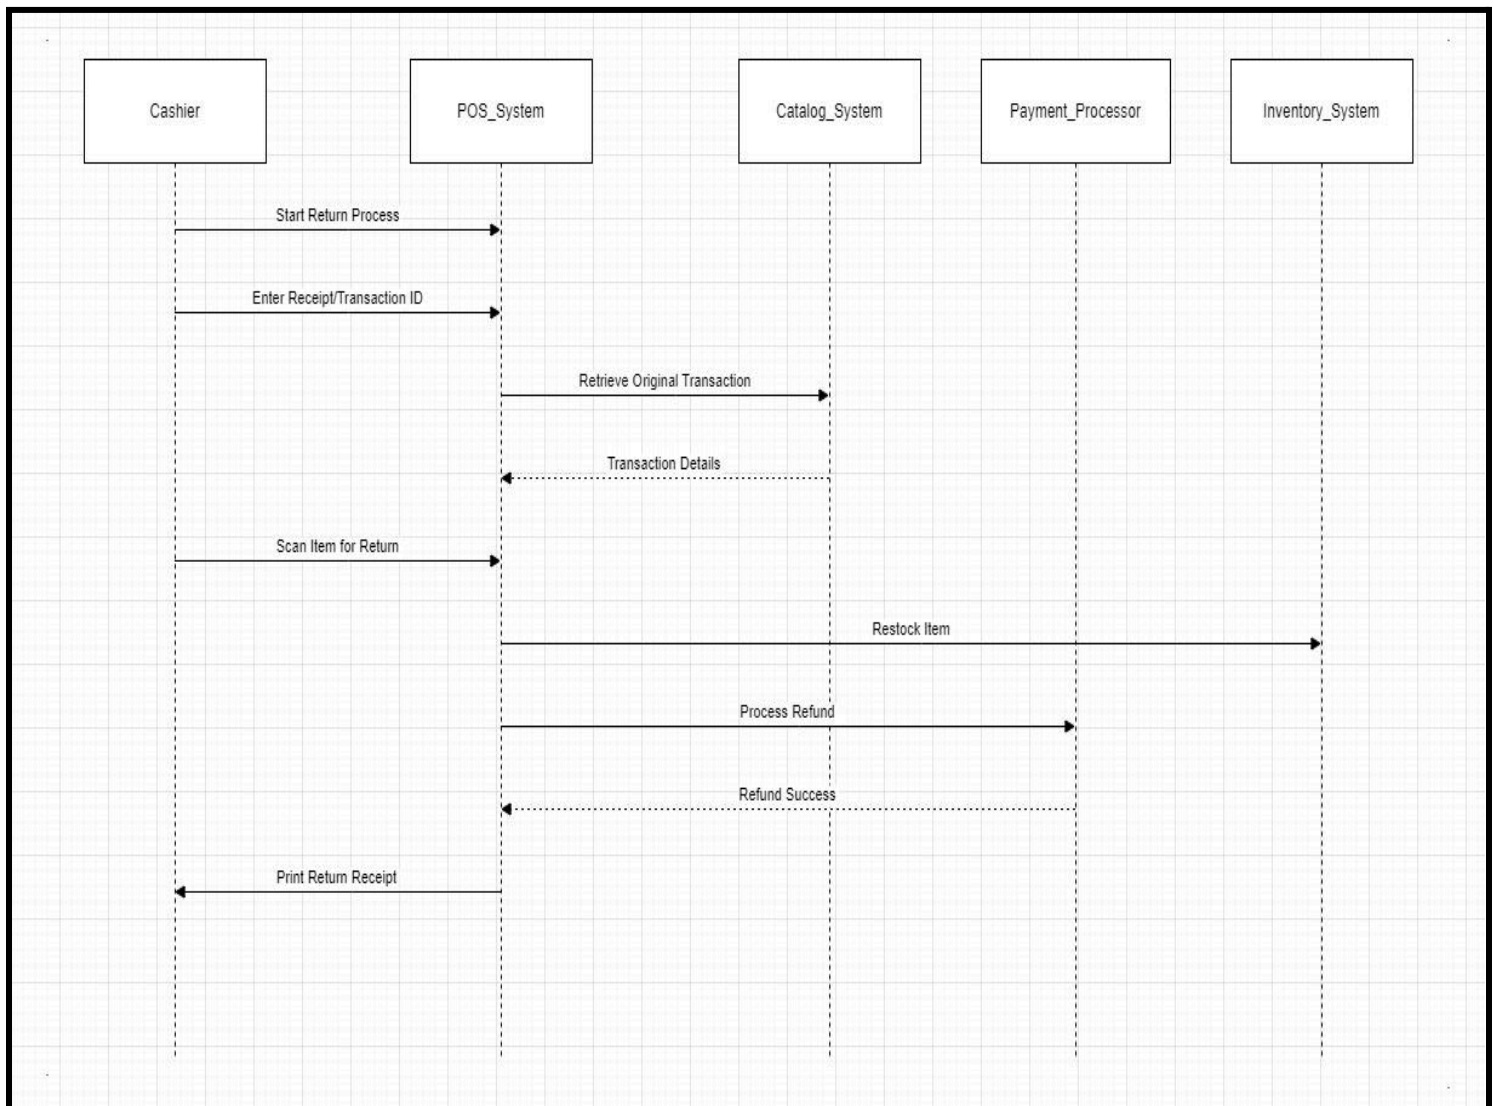 Cashier
POS_System
Catalog_System
Payment_Processor
Inventory_System
Start Return Process
Enter Receipt/Transaction ID
Retrieve Original Transaction
Transaction Details
Scan Item for Return
Restock Item
Process Refund
Refund Success
Print Return Receipt